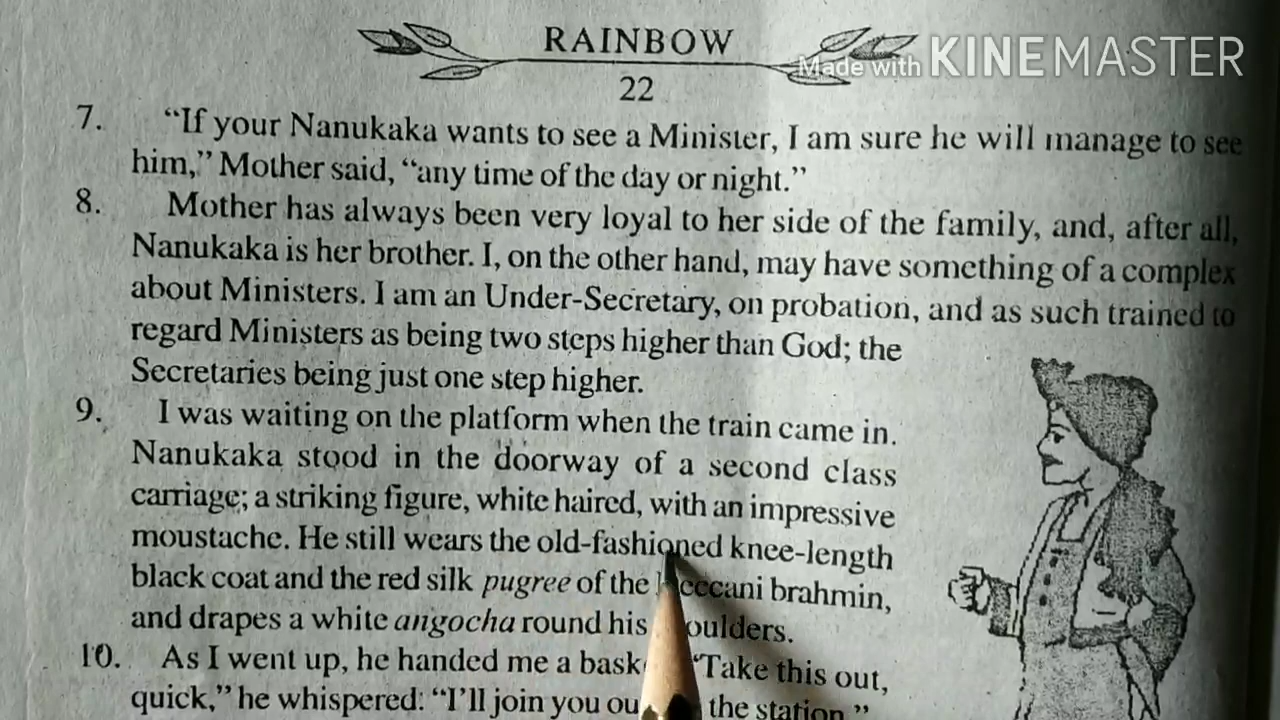 RAINBOW
Made with KINEMASTER
22
7. “If your Nanukaka wants to see a Minister, I am sure he will manage to see
him,” Mother said, “any time of the day or night.”
8. Mother has always been very loyal to her side of the family, and, after all,
Nanukaka is her brother. I, on the other hand, may have something of a complex
about Ministers. I am an Under-Secretary, on probation, and as such trained to
regard Ministers as being two steps higher than God; the
Secretaries being just one step higher.
9. I was waiting on the platform when the train came in.
Nanukaka stood in the doorway of a second class
carriage; a striking figure, white haired, with an impressive
moustache. He still wears the old-fashioned knee-length
black coat and the red silk pugree of the brahmin,
and drapes a white angocha round his
10. As I went up, he handed me a “Take this out,
quick,” he whispered: “I’ll join you the station.”